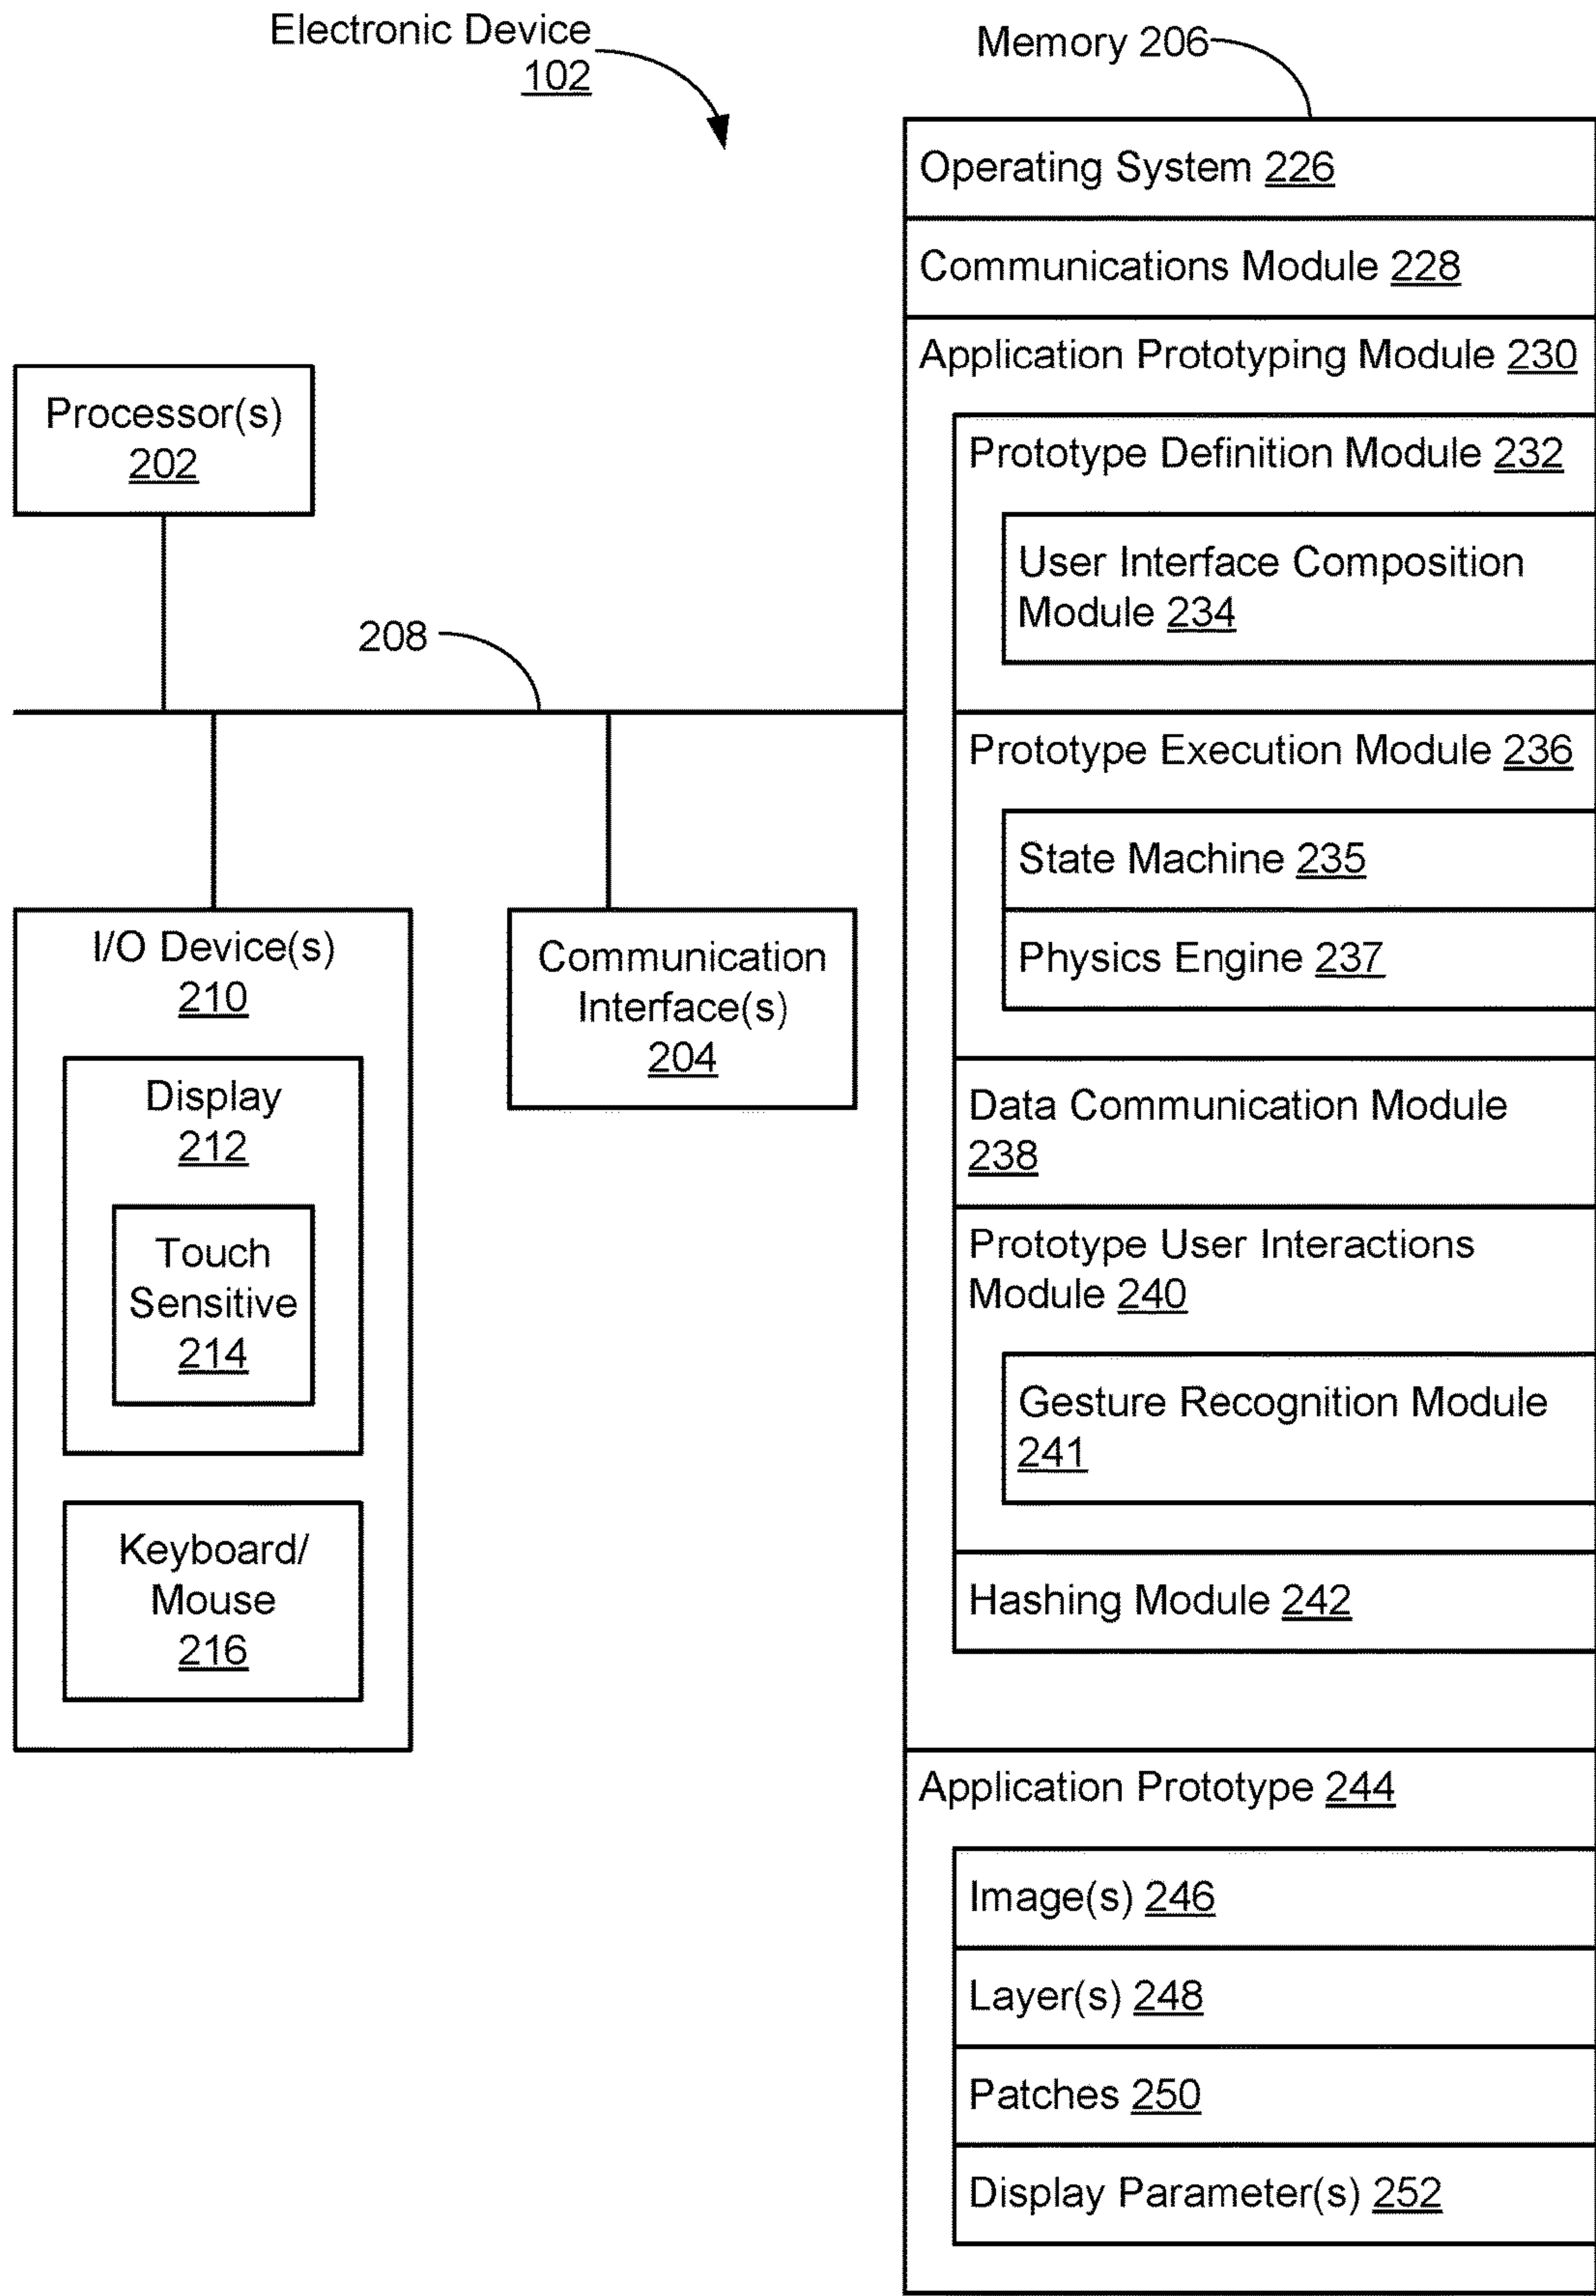 Electronic Device
102
Memory 206
Operating System 226
Communications Module 228
Application Prototyping Module 230
Prototype Definition Module 232
User Interface Composition
Module 234
Prototype Execution Module 236
State Machine 235
Physics Engine 237
Data Communication Module
238
Prototype User Interactions
Module 240
Gesture Recognition Module
241
Hashing Module 242
Application Prototype 244
Image(s) 246
Layer(s) 248
Patches 250
Display Parameter(s) 252
Processor(s)
202
208
I/O Device(s)
210
Display
212
Touch
Sensitive
214
Keyboard/
Mouse
216
Communication
Interface(s)
204